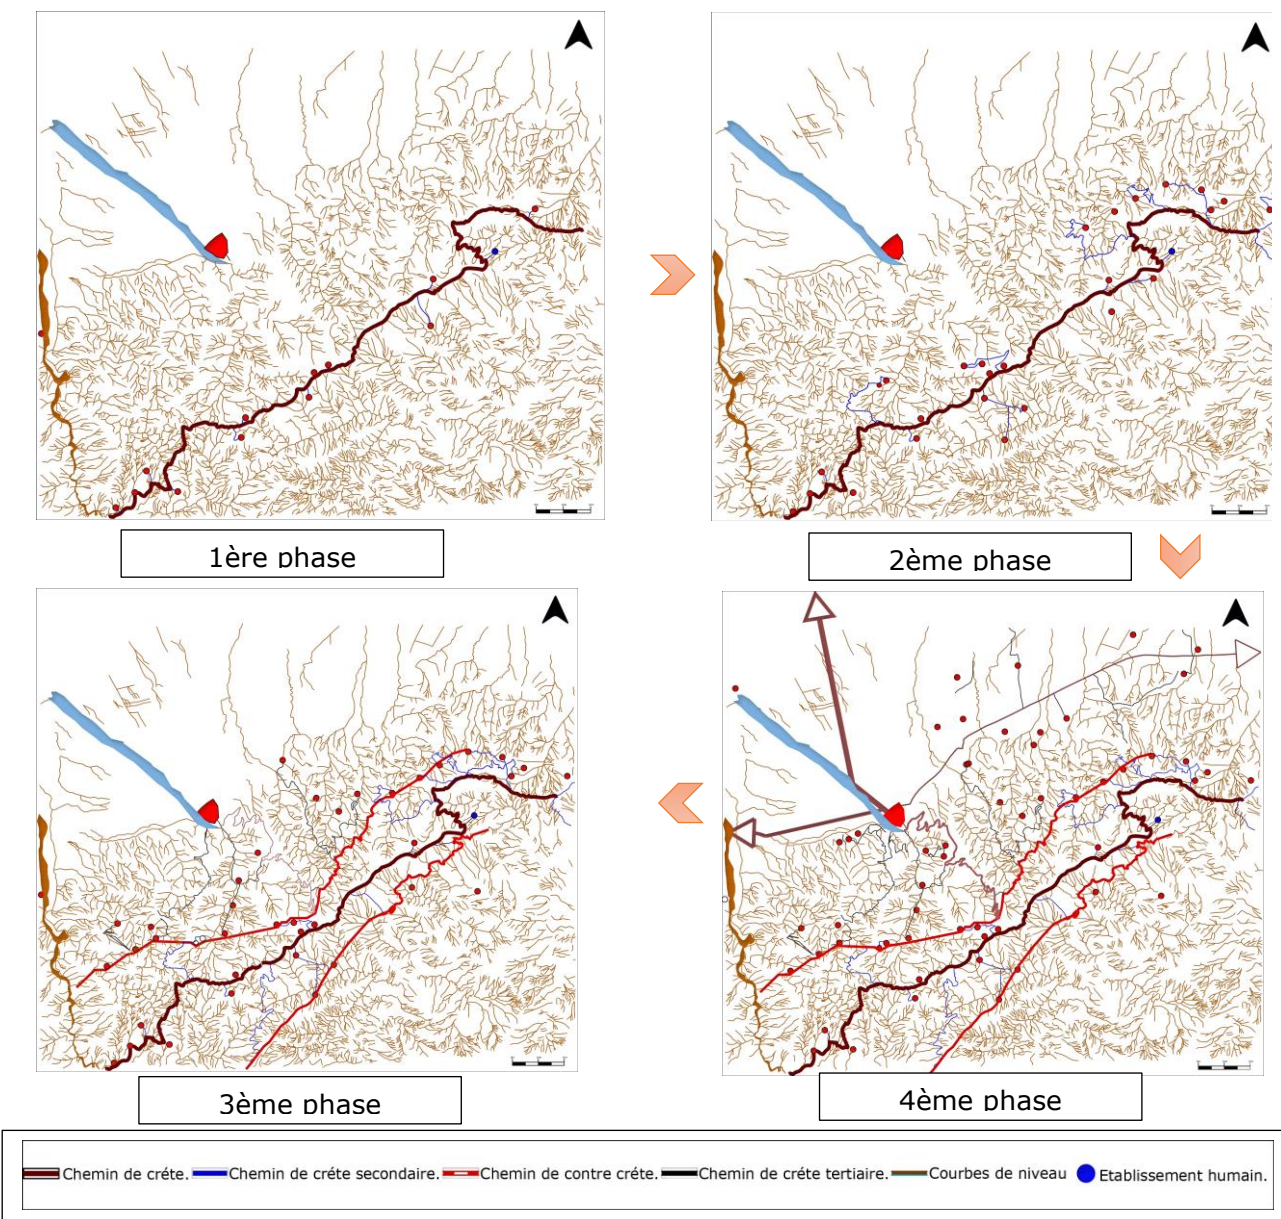 1ère phase
2ème phase
3ème phase
4ème phase
Chemin de créte. Chemin de créte secondaire. Chemin de contre créte. Chemin de créte tertiaire. Courbes de niveau Etablissement humain.